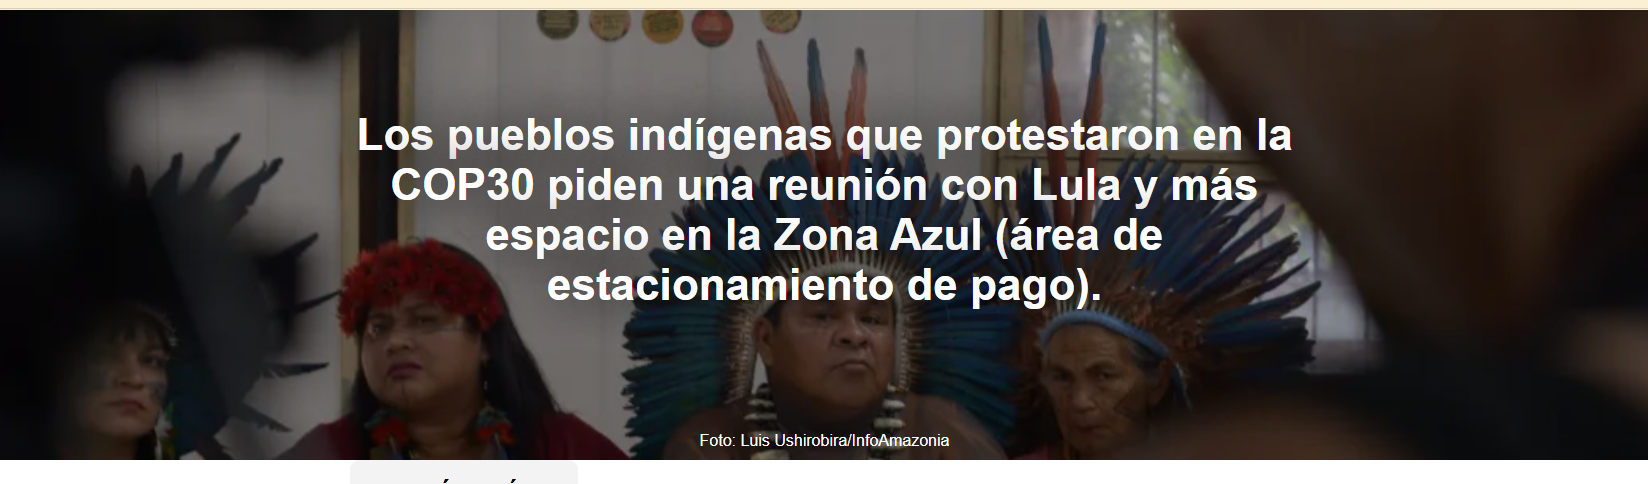 Los pueblos indígenas que protestaron en la
COP30 piden una reunión con Lula y más
espacio en la Zona Azul (área de
estacionamiento de pago).
Foto: Luis Ushirobira/InfoAmazonia